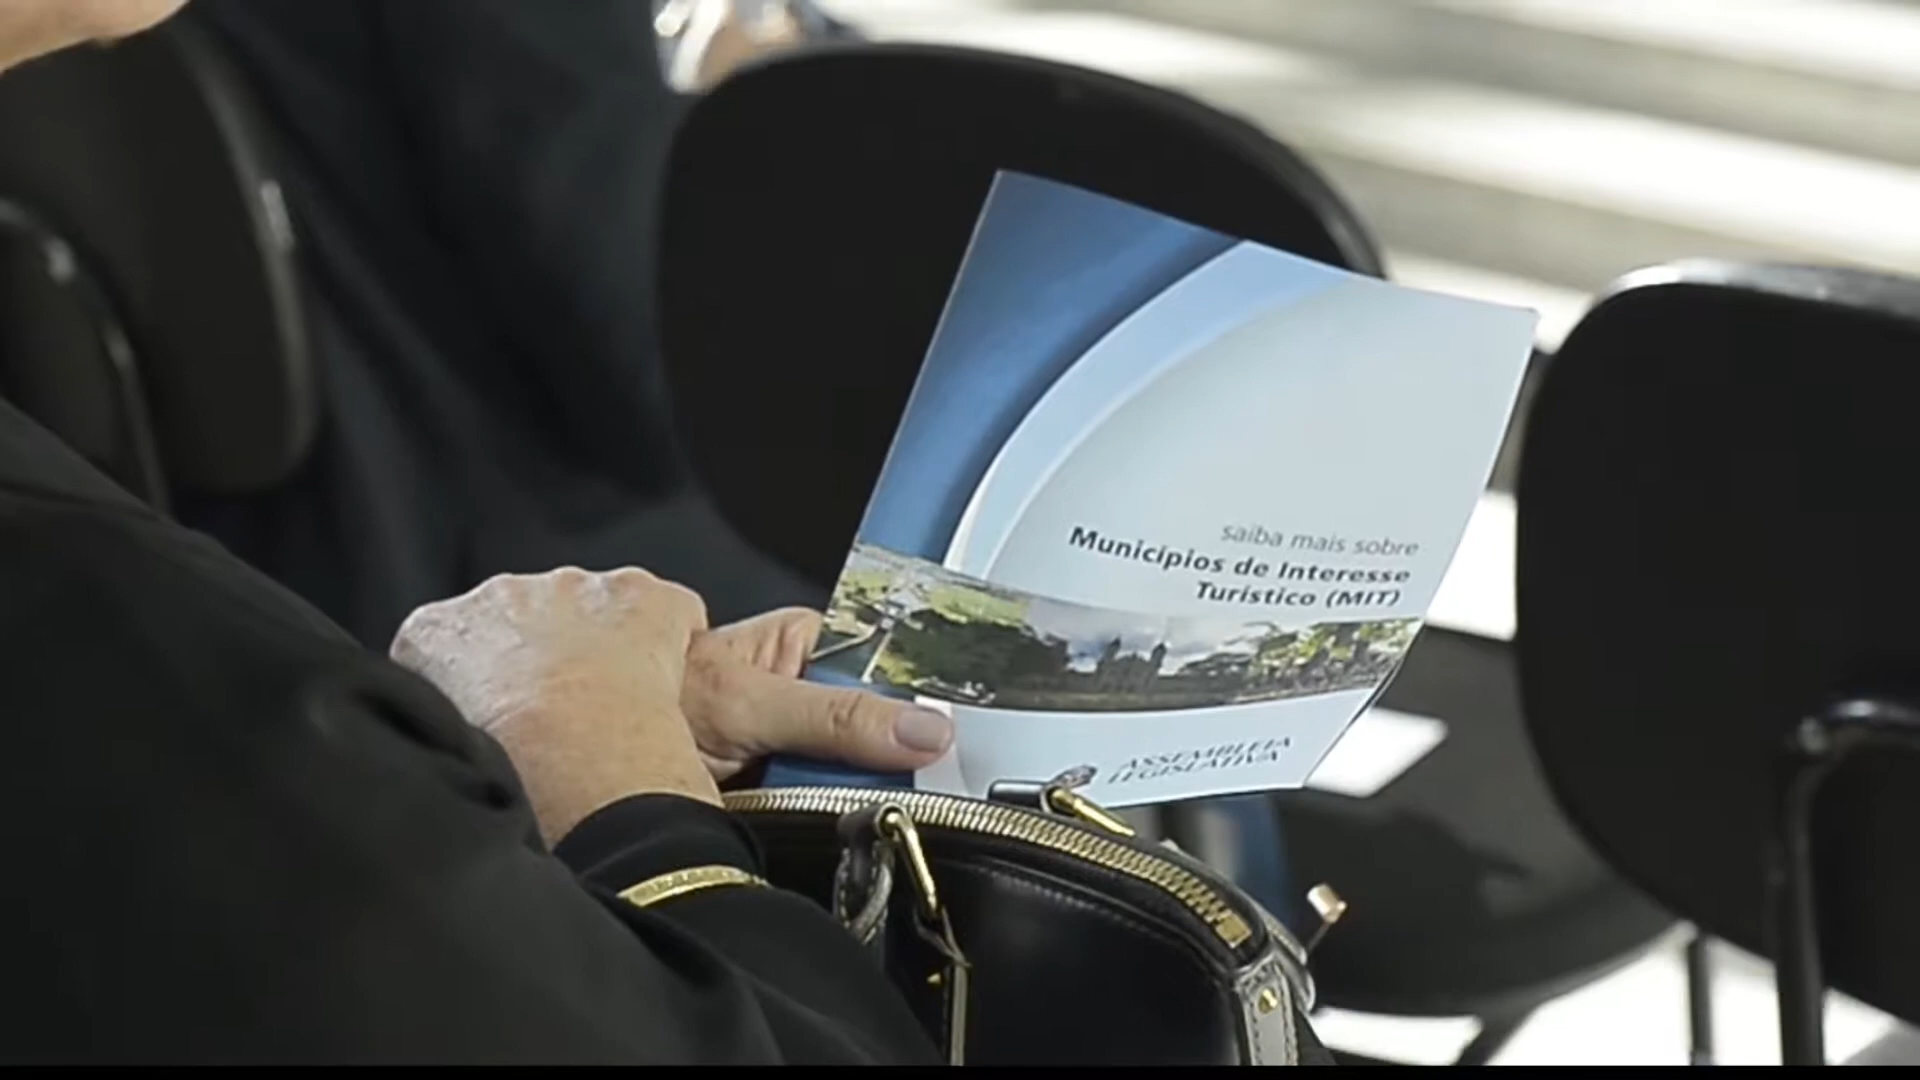 saiba mais sobre
Municípios de Interesse
Turístico (MIT)
ASSEMBLEIA
LEGISLATIVA